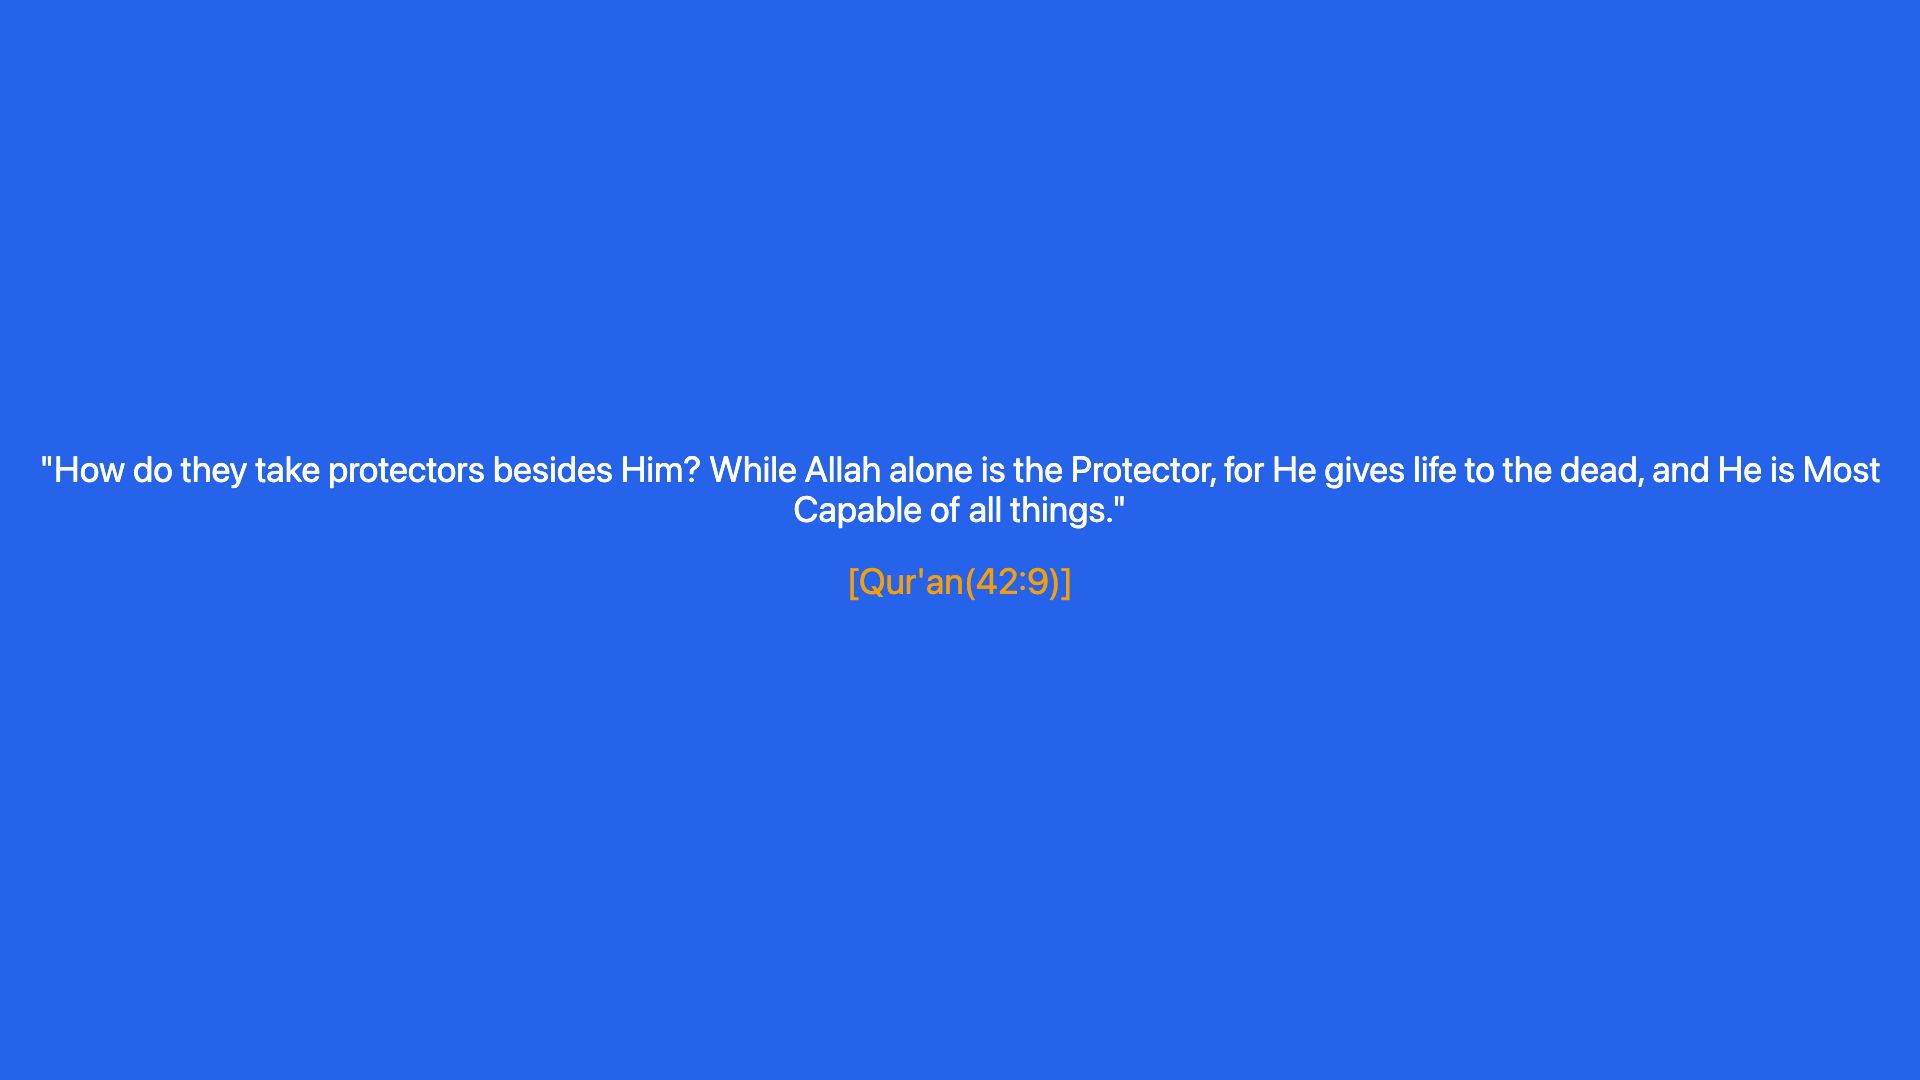 "How do they take protectors besides Him? While Allah alone is the Protector, for He gives life to the dead, and He is Most
Capable of all things."
[Qur'an(42:9)]